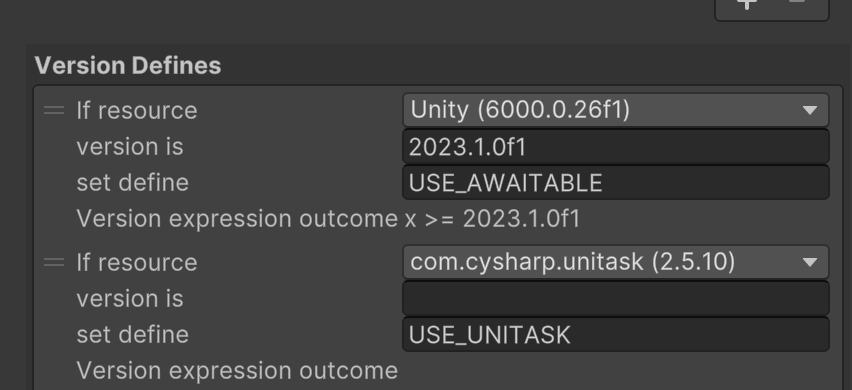 Version Defines
If resource Unity (6000.0.26f1)
version is 2023.1.0f1
set define USE_AWAITABLE
Version expression outcome x >= 2023.1.0f1
If resource com.cysharp.unitask (2.5.10)
version is
set define USE_UNITASK
Version expression outcome